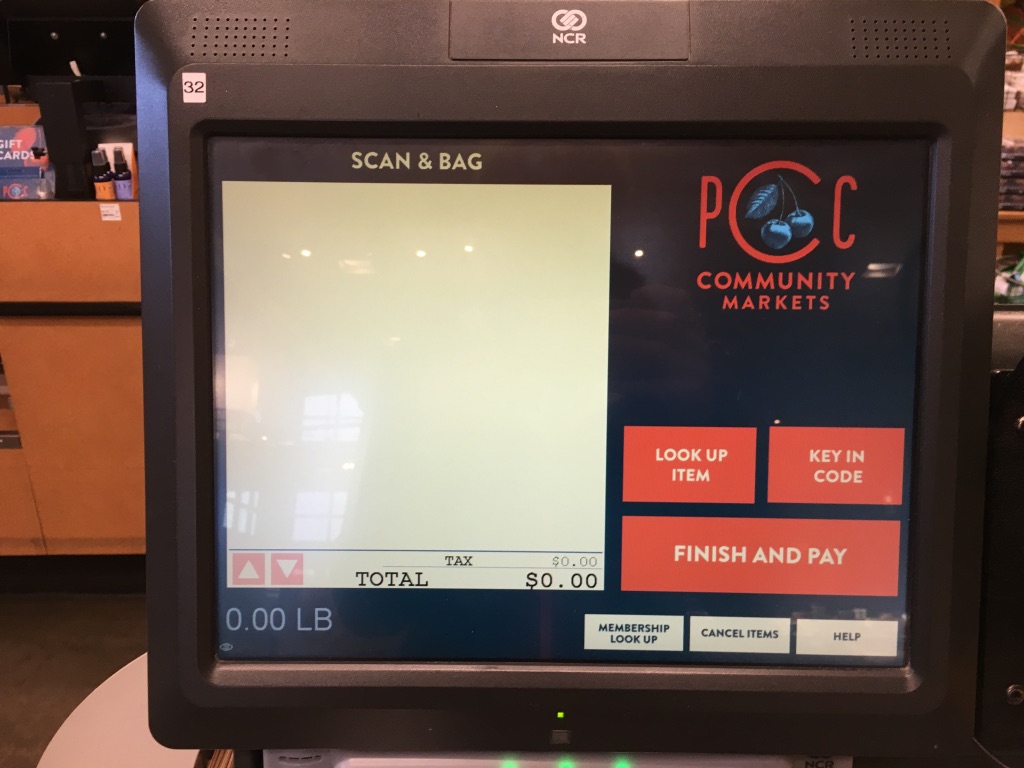 NCR
32
GIFT
CARDS
SCAN & BAG
PCC
COMMUNITY
MARKETS
LOOK UP
ITEM
KEY IN
CODE
FINISH AND PAY
TAX $0.00
TOTAL $0.00
0.00 LB
MEMBERSHIP
LOOK UP
CANCEL ITEMS
HELP
NCR